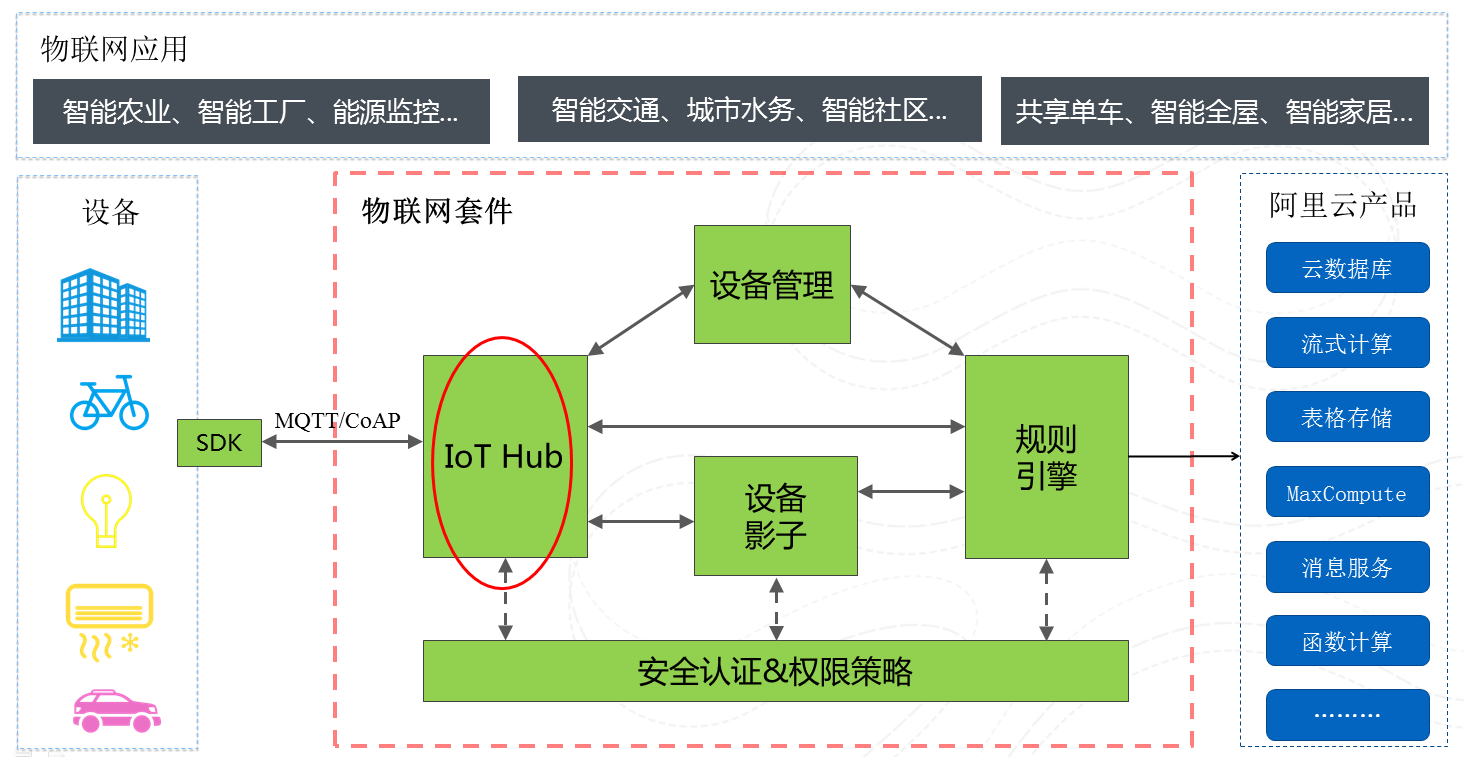 物联网应用
智能农业、智能工厂、能源监控...
智能交通、城市水务、智能社区...
共享单车、智能全屋、智能家居...
设备
SDK
MQTT/CoAP
物联网套件
设备管理
IoT Hub
设备
影子
规则
引擎
安全认证&权限策略
阿里云产品
云数据库
流式计算
表格存储
MaxCompute
消息服务
函数计算
………